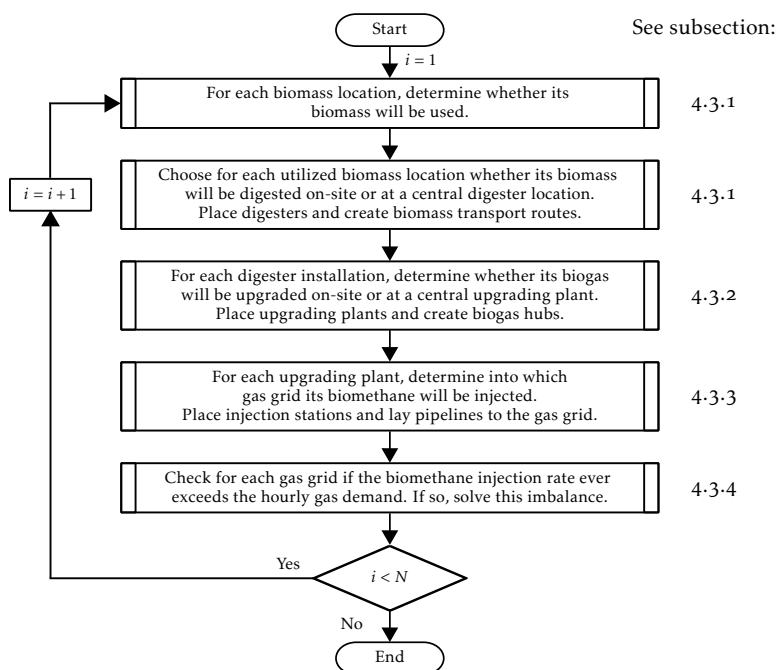 Start
See subsection:
i = 1
For each biomass location, determine whether its
biomass will be used.
4.3.1
Choose for each utilized biomass location whether its biomass
will be digested on-site or at a central digester location.
Place digesters and create biomass transport routes.
4.3.1
i = i + 1
For each digester installation, determine whether its biogas
will be upgraded on-site or at a central upgrading plant.
Place upgrading plants and create biogas hubs.
4.3.2
For each upgrading plant, determine into which
gas grid its biomethane will be injected.
Place injection stations and lay pipelines to the gas grid.
4.3.3
Check for each gas grid if the biomethane injection rate ever
exceeds the hourly gas demand. If so, solve this imbalance.
4.3.4
Yes
i < N
No
End